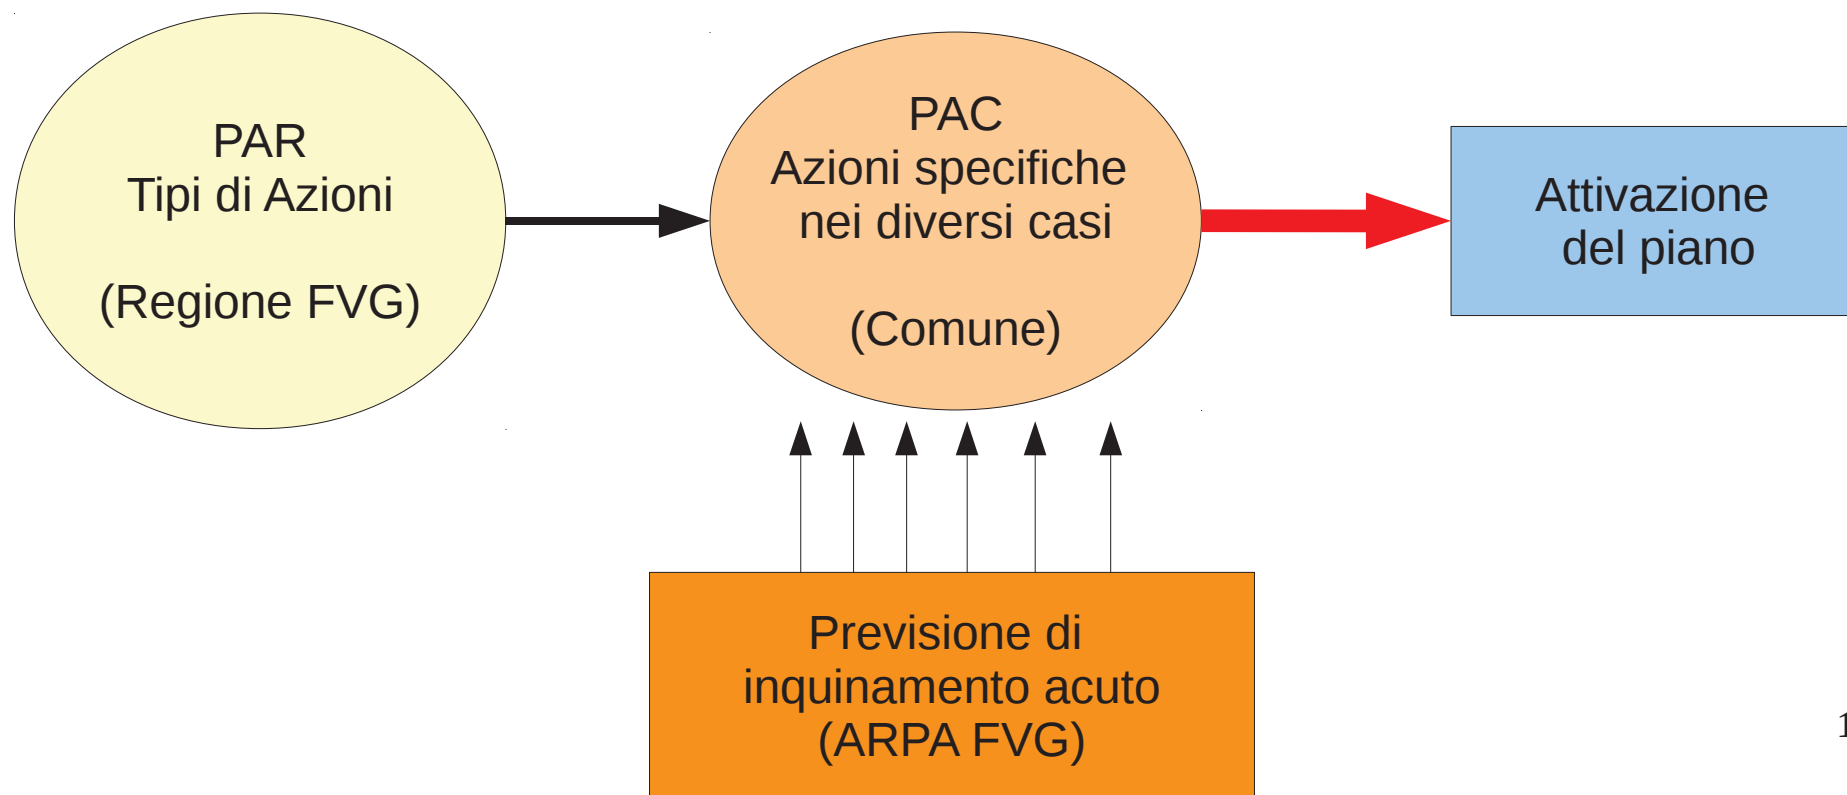 PAR
Tipi di Azioni
(Regione FVG)
PAC
Azioni specifiche
nei diversi casi
(Comune)
Attivazione
del piano
Previsione di
inquinamento acuto
(ARPA FVG)
1